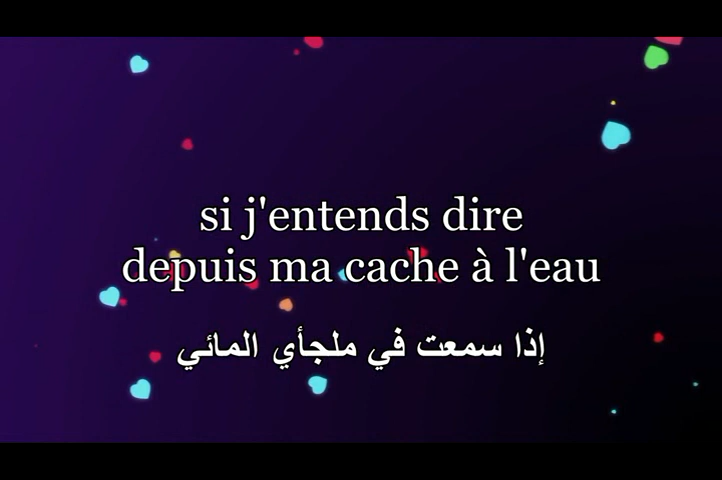 si j'entends dire
depuis ma cache à l'eau
إذا سمعت في ملجأي المائي